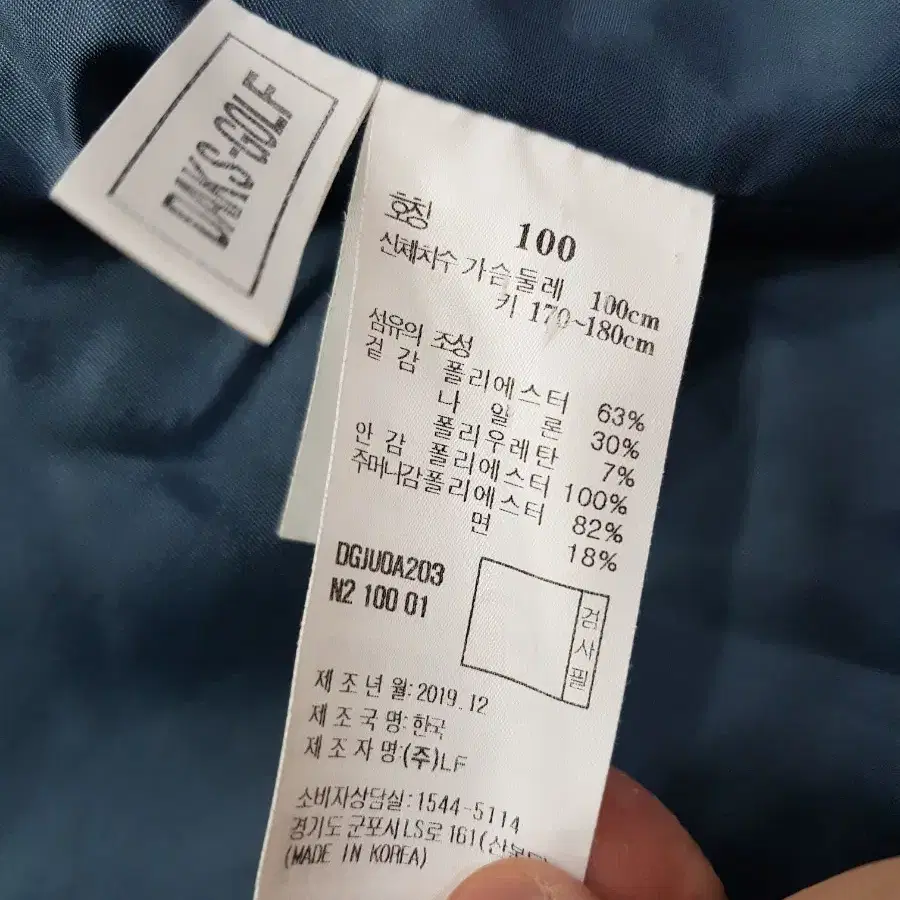 DAKS-GOLF
호칭 100
신체치수 가슴둘레 100cm
키 170~180cm
섬유의 조성
겉 감 폴리에스터 63%
나 일 론 30%
폴리우레탄 7%
안 감 폴리에스터 100%
주머니감폴리에스터 82%
면 18%
DGJU0A203
N2 100 01
검사필
제 조 년 월: 2019.12
제 조 국 명: 한국
제 조 자 명:(주)LF
소비자상담실: 1544-5114
경기도 군포시 LS로 161(산본
(MADE IN KOREA)